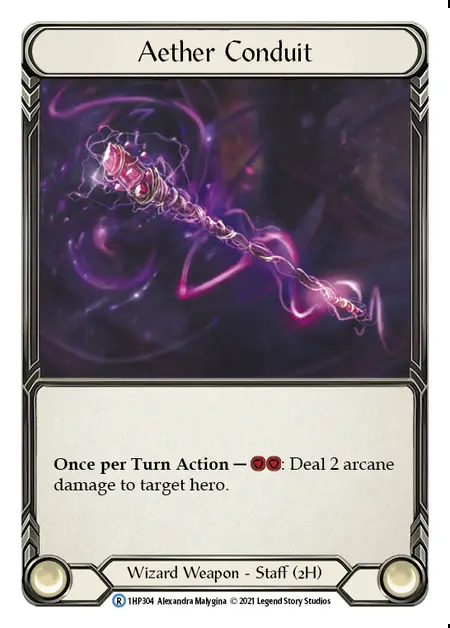 Aether Conduit
Once per Turn Action — : Deal 2 arcane
damage to target hero.
Wizard Weapon - Staff (2H)
R 1HP304 Alexandra Malygina © 2021 Legend Story Studios